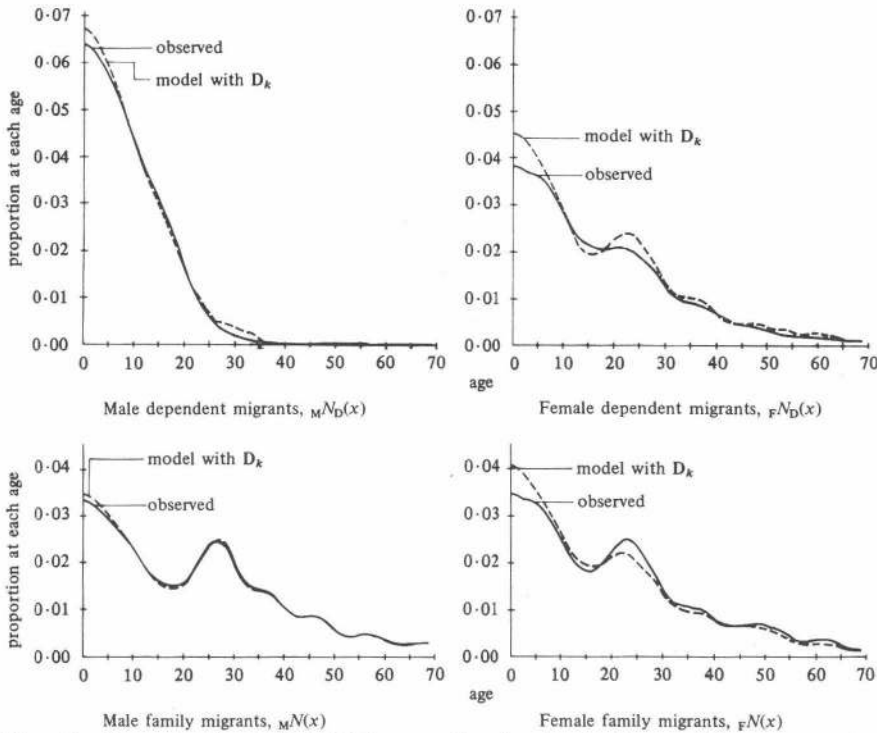 0·07
0·06
0·05
0·04
0·03
0·02
0·01
0·00
proportion at each age
observed
model with Dₖ
0 10 20 30 40 50 60 70
Male dependent migrants, ₘN_D(x)
0·07
0·06
0·05
0·04
0·03
0·02
0·01
0·00
model with Dₖ
observed
0 10 20 30 40 50 60 70
age
Female dependent migrants, _FN_D(x)
0·04
0·03
0·02
0·01
0·00
proportion at each age
model with Dₖ
observed
0 10 20 30 40 50 60 70
Male family migrants, ₘN(x)
0·04
0·03
0·02
0·01
0·00
model with Dₖ
observed
0 10 20 30 40 50 60 70
age
Female family migrants, _FN(x)